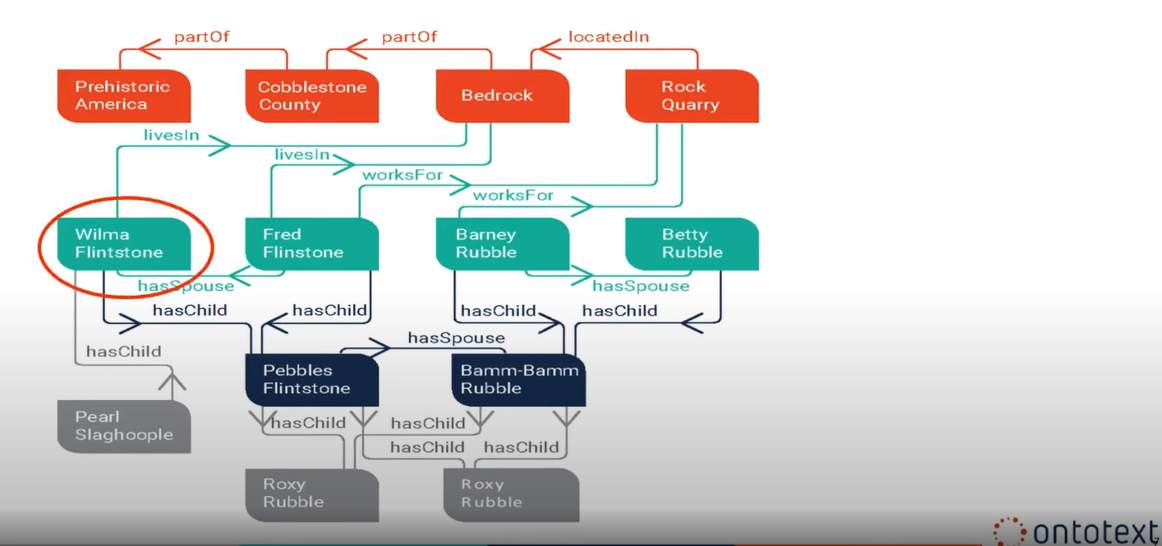 partOf
partOf
locatedIn
Prehistoric
America
Cobblestone
County
Bedrock
Rock
Quarry
livesIn
livesIn
worksFor
worksFor
Wilma
Flintstone
Fred
Flinstone
Barney
Rubble
Betty
Rubble
hasSpouse
hasSpouse
hasChild
hasChild
hasChild
hasChild
hasSpouse
hasChild
Pebbles
Flintstone
Bamm-Bamm
Rubble
Pearl
Slaghoople
hasChild
hasChild
hasChild
hasChild
Roxy
Rubble
Roxy
Rubble
ontotext